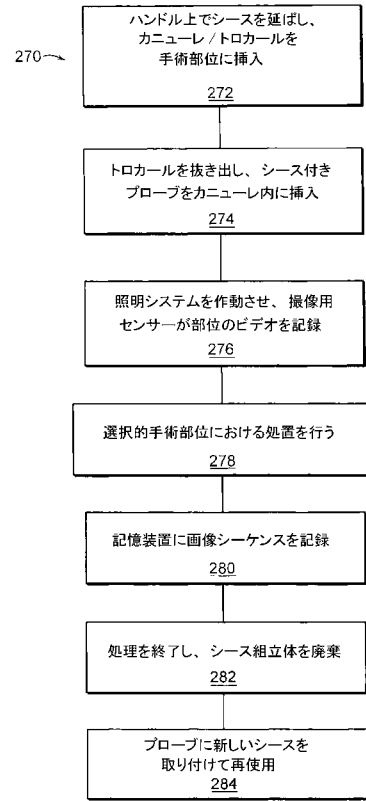 270
ハンドル上でシースを延ばし、
カニューレ/トロカールを
手術部位に挿入
272
トロカールを抜き出し、シース付き
プローブをカニューレ内に挿入
274
照明システムを作動させ、撮像用
センサーが部位のビデオを記録
276
選択的手術部位における処置を行う
278
記憶装置に画像シーケンスを記録
280
処理を終了し、シース組立体を廃棄
282
プローブに新しいシースを
取り付けて再使用
284